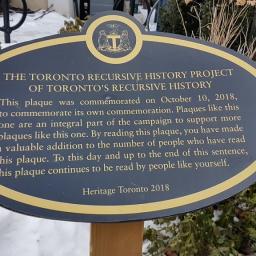 THE TORONTO RECURSIVE HISTORY PROJECT
OF TORONTO'S RECURSIVE HISTORY
This plaque was commemorated on October 10, 2018,
to commemorate its own commemoration. Plaques like this
one are an integral part of the campaign to support more
plaques like this one. By reading this plaque, you have made
a valuable addition to the number of people who have read
this plaque. To this day and up to the end of this sentence,
this plaque continues to be read by people like yourself.
Heritage Toronto 2018